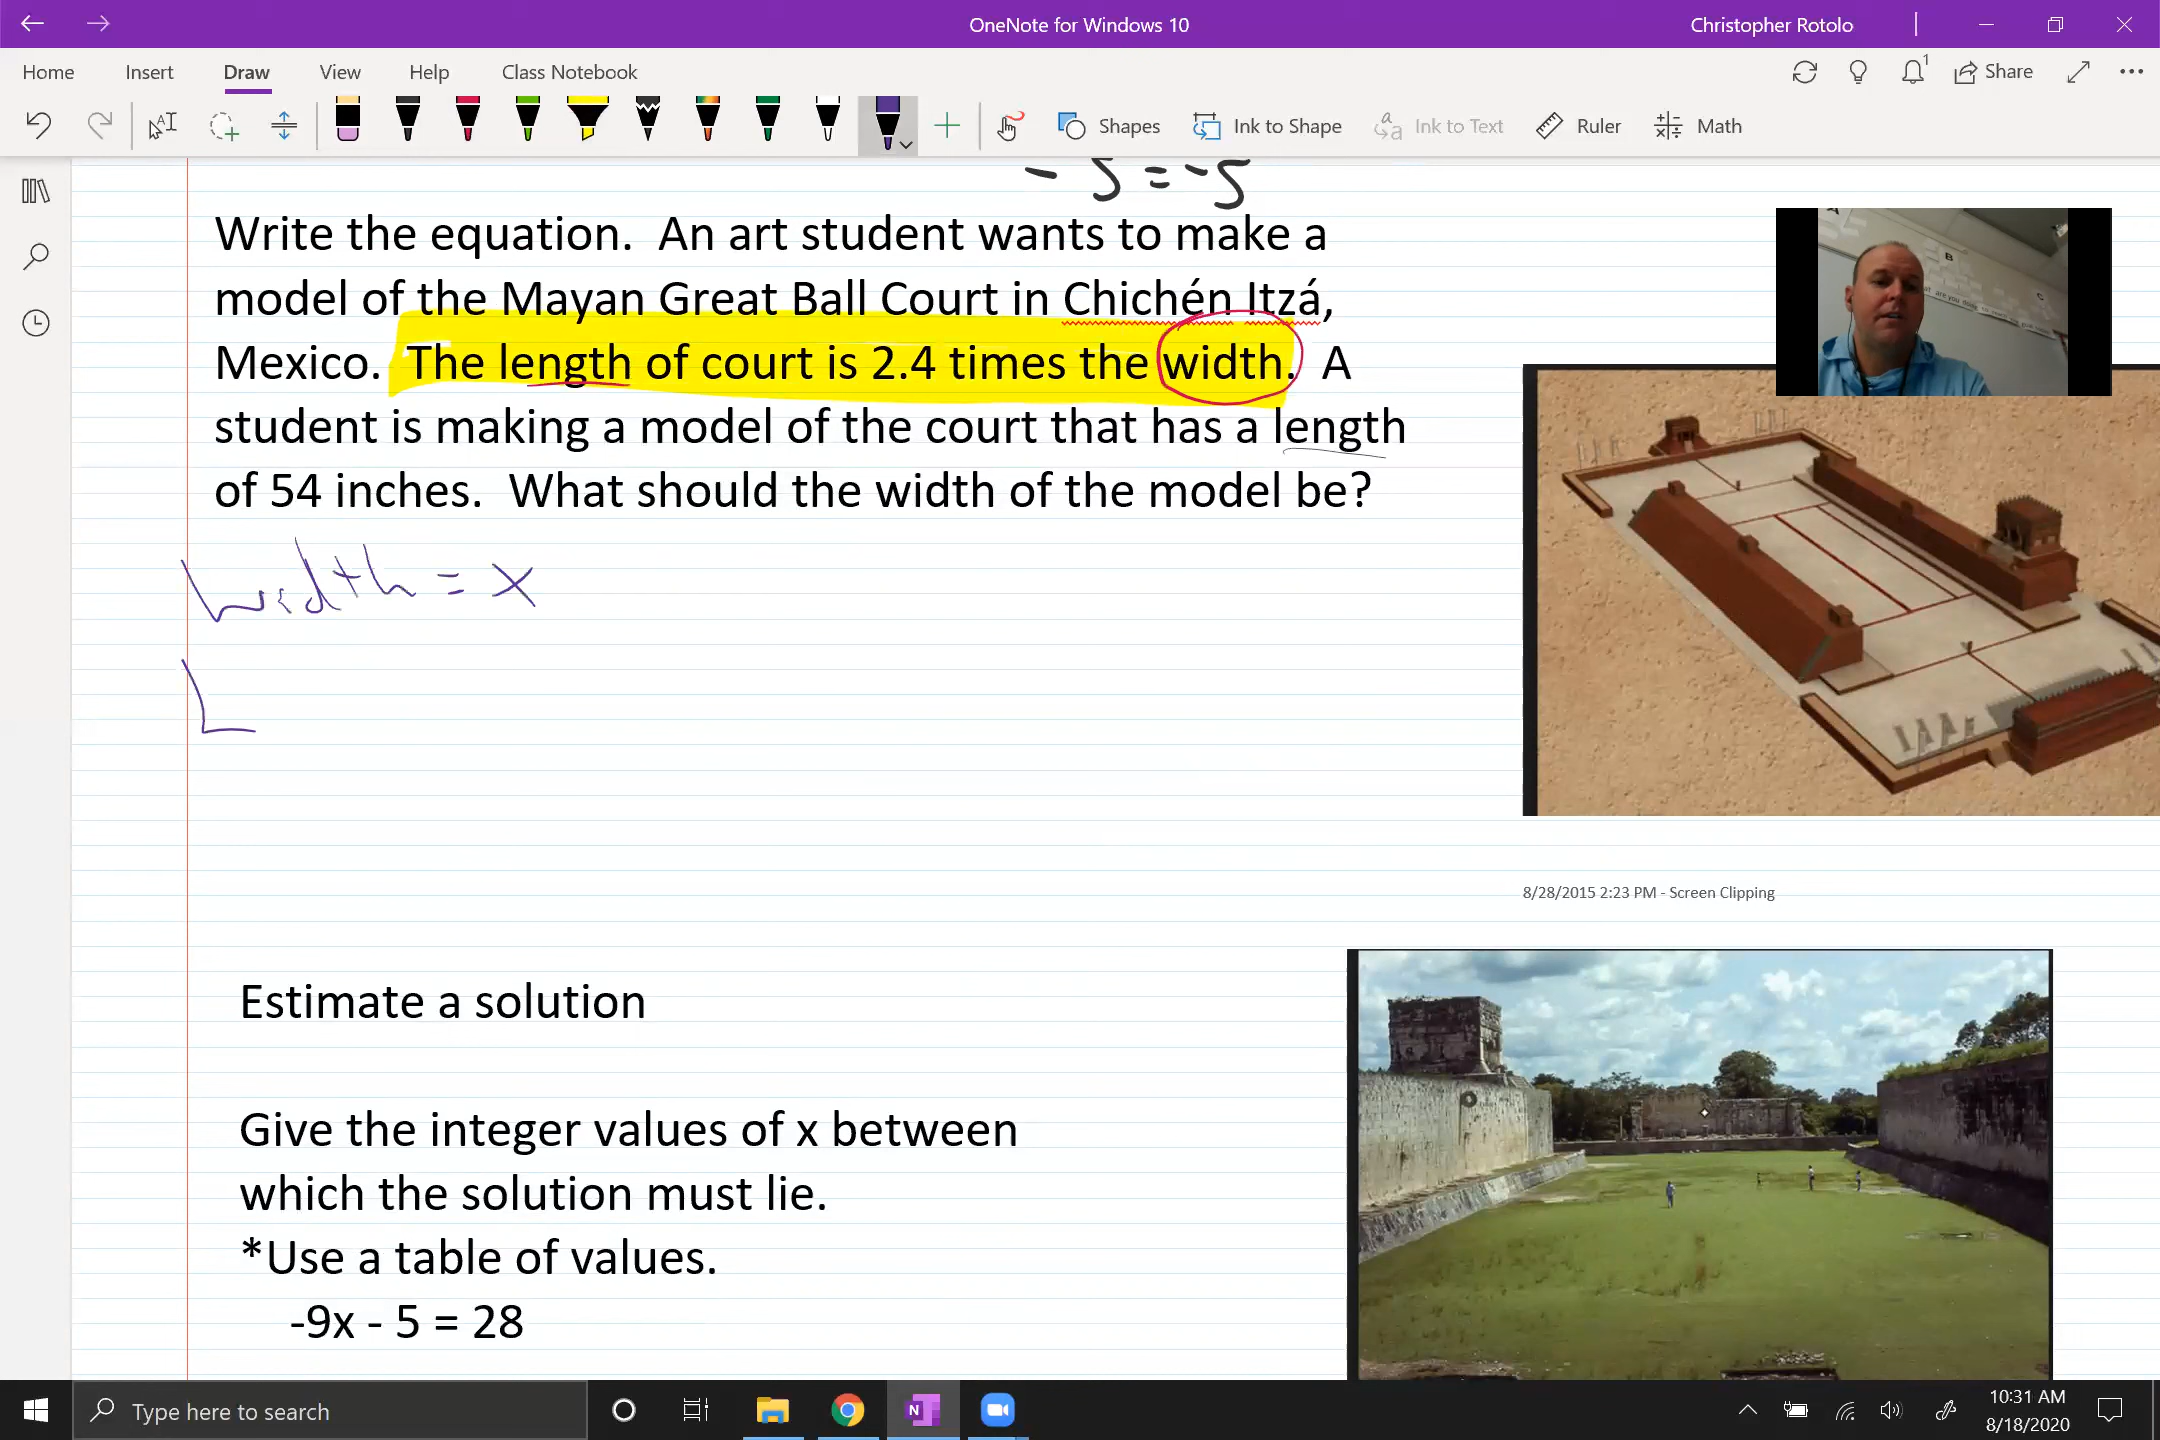 OneNote for Windows 10
Christopher Rotolo
Home Insert Draw View Help Class Notebook
Share
Shapes Ink to Shape Ink to Text Ruler Math
- 5 = -5
Write the equation. An art student wants to make a
model of the Mayan Great Ball Court in Chichén Itzá,
Mexico. The length of court is 2.4 times the width. A
student is making a model of the court that has a length
of 54 inches. What should the width of the model be?
width = x
L
8/28/2015 2:23 PM - Screen Clipping
Estimate a solution
Give the integer values of x between
which the solution must lie.
*Use a table of values.
-9x - 5 = 28
Type here to search
10:31 AM
8/18/2020